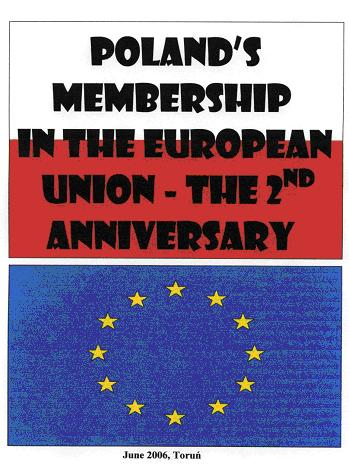 POLAND'S
MEMBERSHIP
IN THE EUROPEAN
UNION - THE 2ND
ANNIVERSARY
June 2006, Toruń